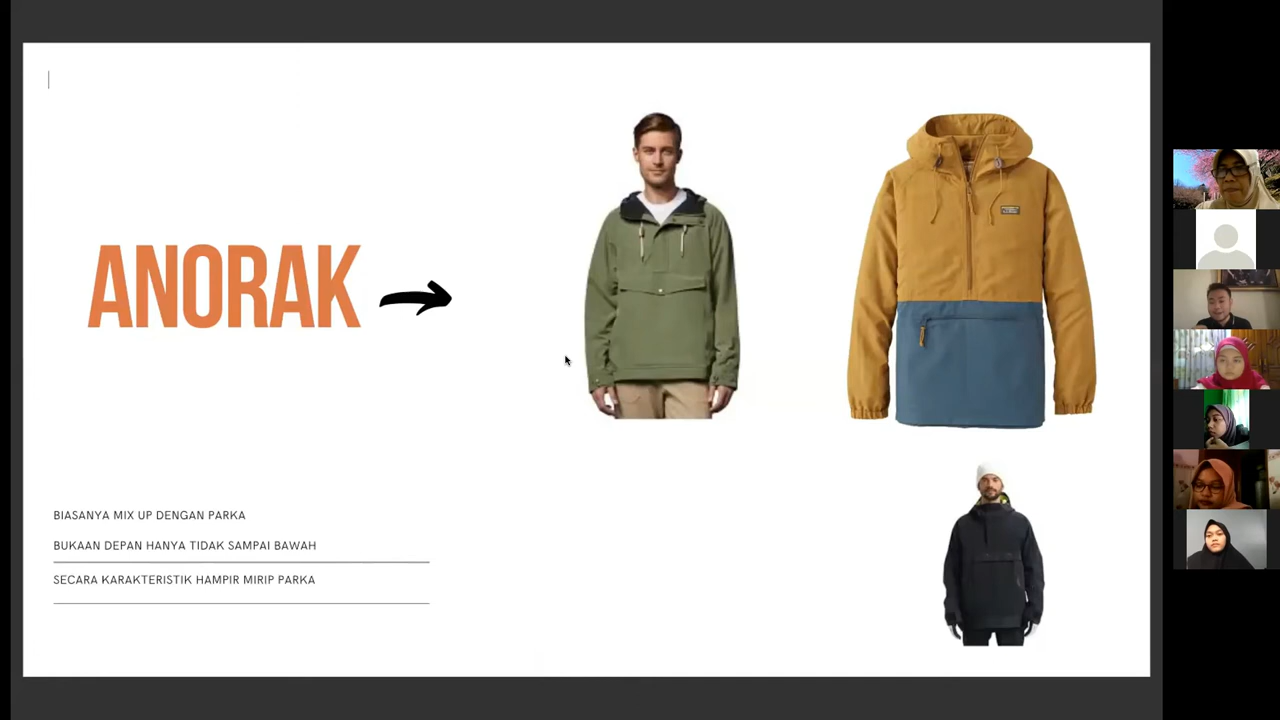 ANORAK
BIASANYA MIX UP DENGAN PARKA
BUKAAN DEPAN HANYA TIDAK SAMPAI BAWAH
SECARA KARAKTERISTIK HAMPIR MIRIP PARKA